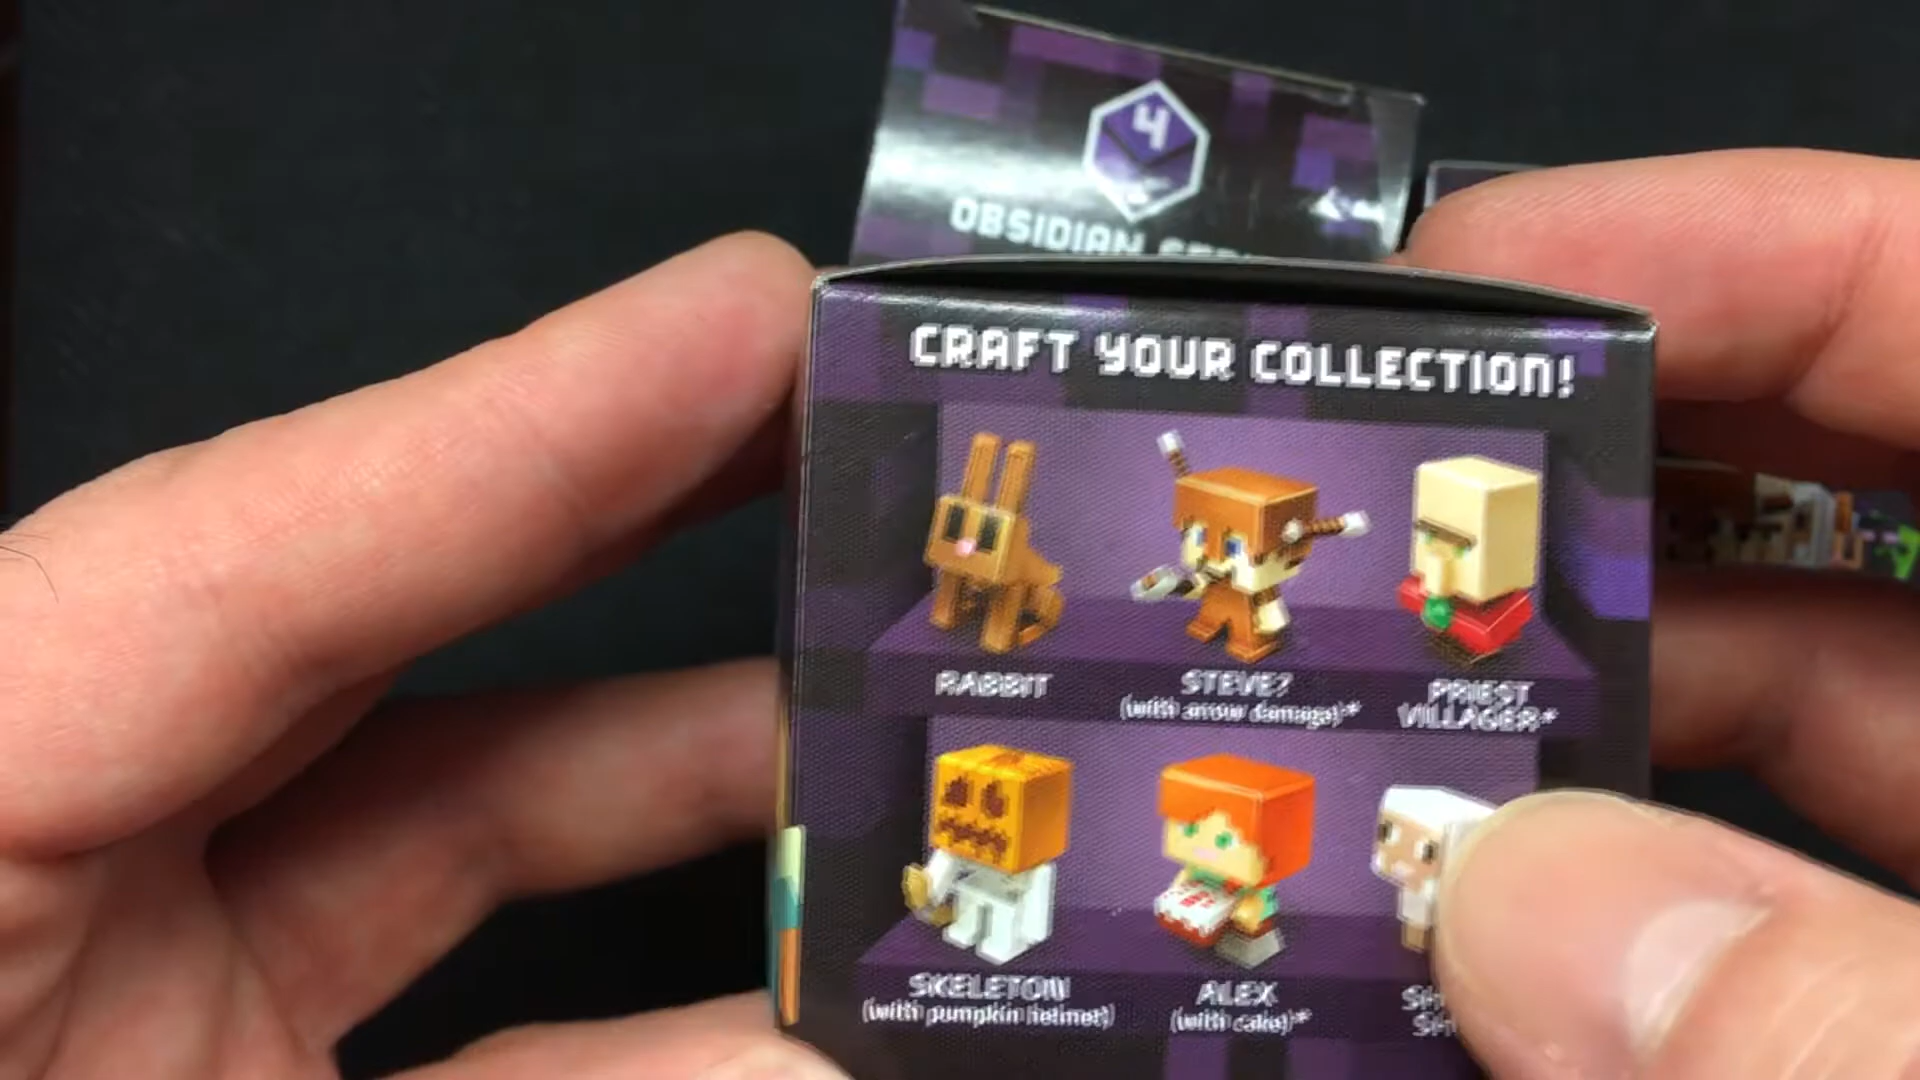 4
OBSIDIAN
CRAFT YOUR COLLECTION!
RABBIT
STEVE?
(with arrow damage)*
PRIEST
VILLAGER*
SKELETON
(with pumpkin helmet)
ALEX
(with cake)*